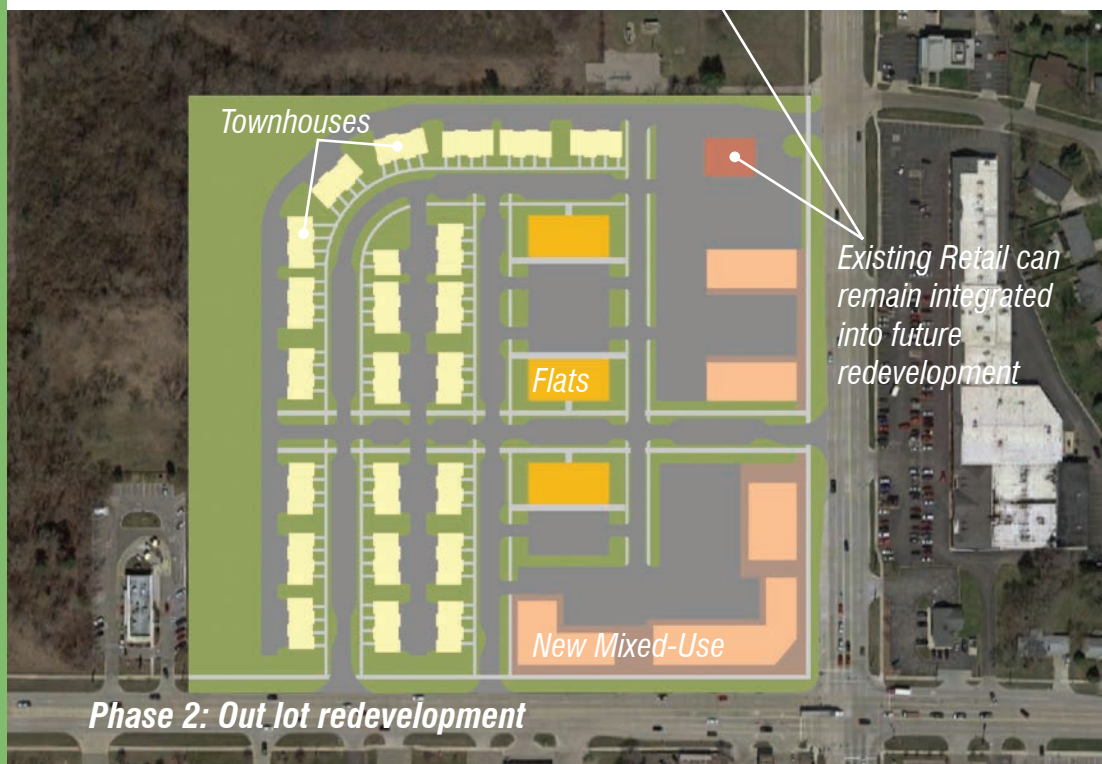 Townhouses
Existing Retail can
remain integrated
into future
redevelopment
Flats
New Mixed-Use
Phase 2: Out lot redevelopment